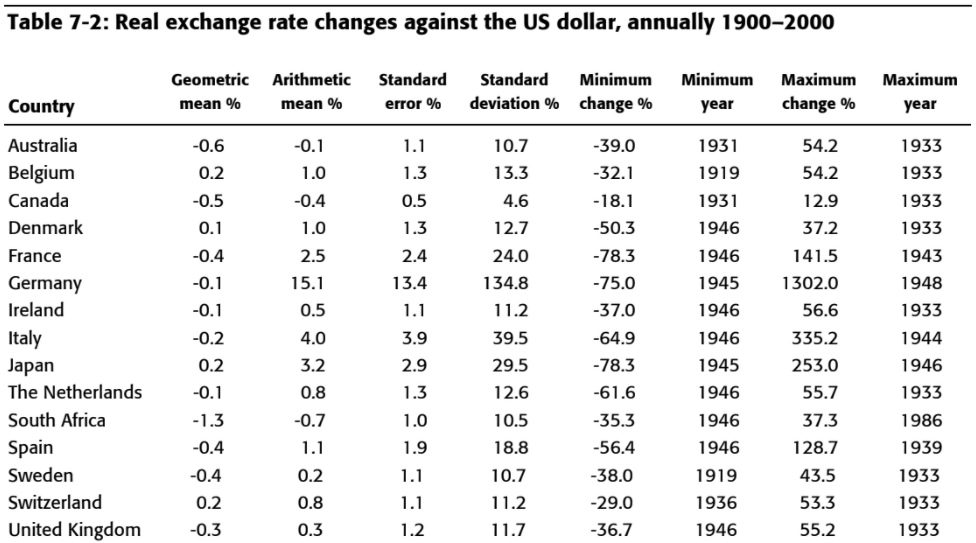 Table 7-2: Real exchange rate changes against the US dollar, annually 1900–2000
Geometric Arithmetic Standard Standard Minimum Minimum Maximum Maximum
Country mean % mean % error % deviation % change % year change % year
Australia -0.6 -0.1 1.1 10.7 -39.0 1931 54.2 1933
Belgium 0.2 1.0 1.3 13.3 -32.1 1919 54.2 1933
Canada -0.5 -0.4 0.5 4.6 -18.1 1931 12.9 1933
Denmark 0.1 1.0 1.3 12.7 -50.3 1946 37.2 1933
France -0.4 2.5 2.4 24.0 -78.3 1946 141.5 1943
Germany -0.1 15.1 13.4 134.8 -75.0 1945 1302.0 1948
Ireland -0.1 0.5 1.1 11.2 -37.0 1946 56.6 1933
Italy -0.2 4.0 3.9 39.5 -64.9 1946 335.2 1944
Japan 0.2 3.2 2.9 29.5 -78.3 1945 253.0 1946
The Netherlands -0.1 0.8 1.3 12.6 -61.6 1946 55.7 1933
South Africa -1.3 -0.7 1.0 10.5 -35.3 1946 37.3 1986
Spain -0.4 1.1 1.9 18.8 -56.4 1946 128.7 1939
Sweden -0.4 0.2 1.1 10.7 -38.0 1919 43.5 1933
Switzerland 0.2 0.8 1.1 11.2 -29.0 1936 53.3 1933
United Kingdom -0.3 0.3 1.2 11.7 -36.7 1946 55.2 1933